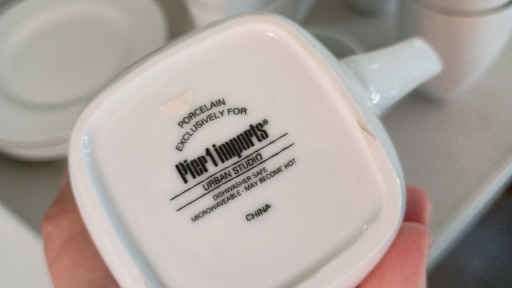 PORCELAIN
EXCLUSIVELY FOR
Pier 1 imports®
URBAN STUDIO
DISHWASHER SAFE
MICROWAVEABLE - MAY BECOME HOT
CHINA